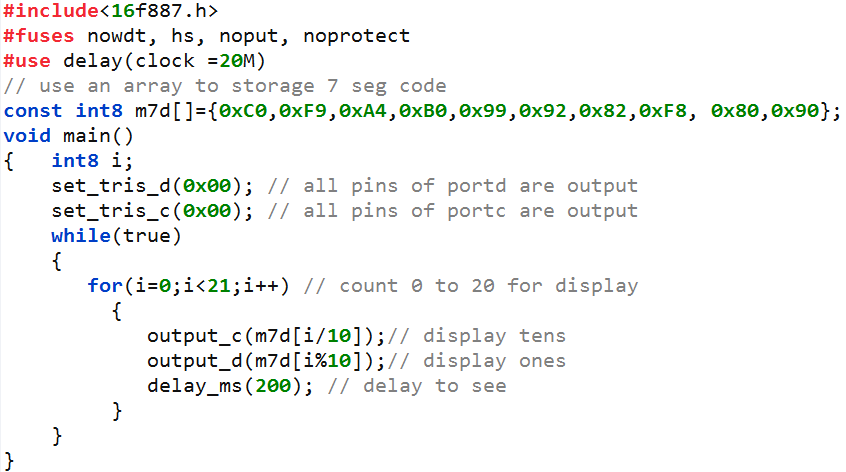 #include<16f887.h>
#fuses nowdt, hs, noput, noprotect
#use delay(clock =20M)
// use an array to storage 7 seg code
const int8 m7d[]={0xC0,0xF9,0xA4,0xB0,0x99,0x92,0x82,0xF8, 0x80,0x90};
void main()
{   int8 i;
    set_tris_d(0x00); // all pins of portd are output
    set_tris_c(0x00); // all pins of portc are output
    while(true)
    {
       for(i=0;i<21;i++) // count 0 to 20 for display
         {
            output_c(m7d[i/10]);// display tens
            output_d(m7d[i%10]);// display ones
            delay_ms(200); // delay to see
         }
    }
}